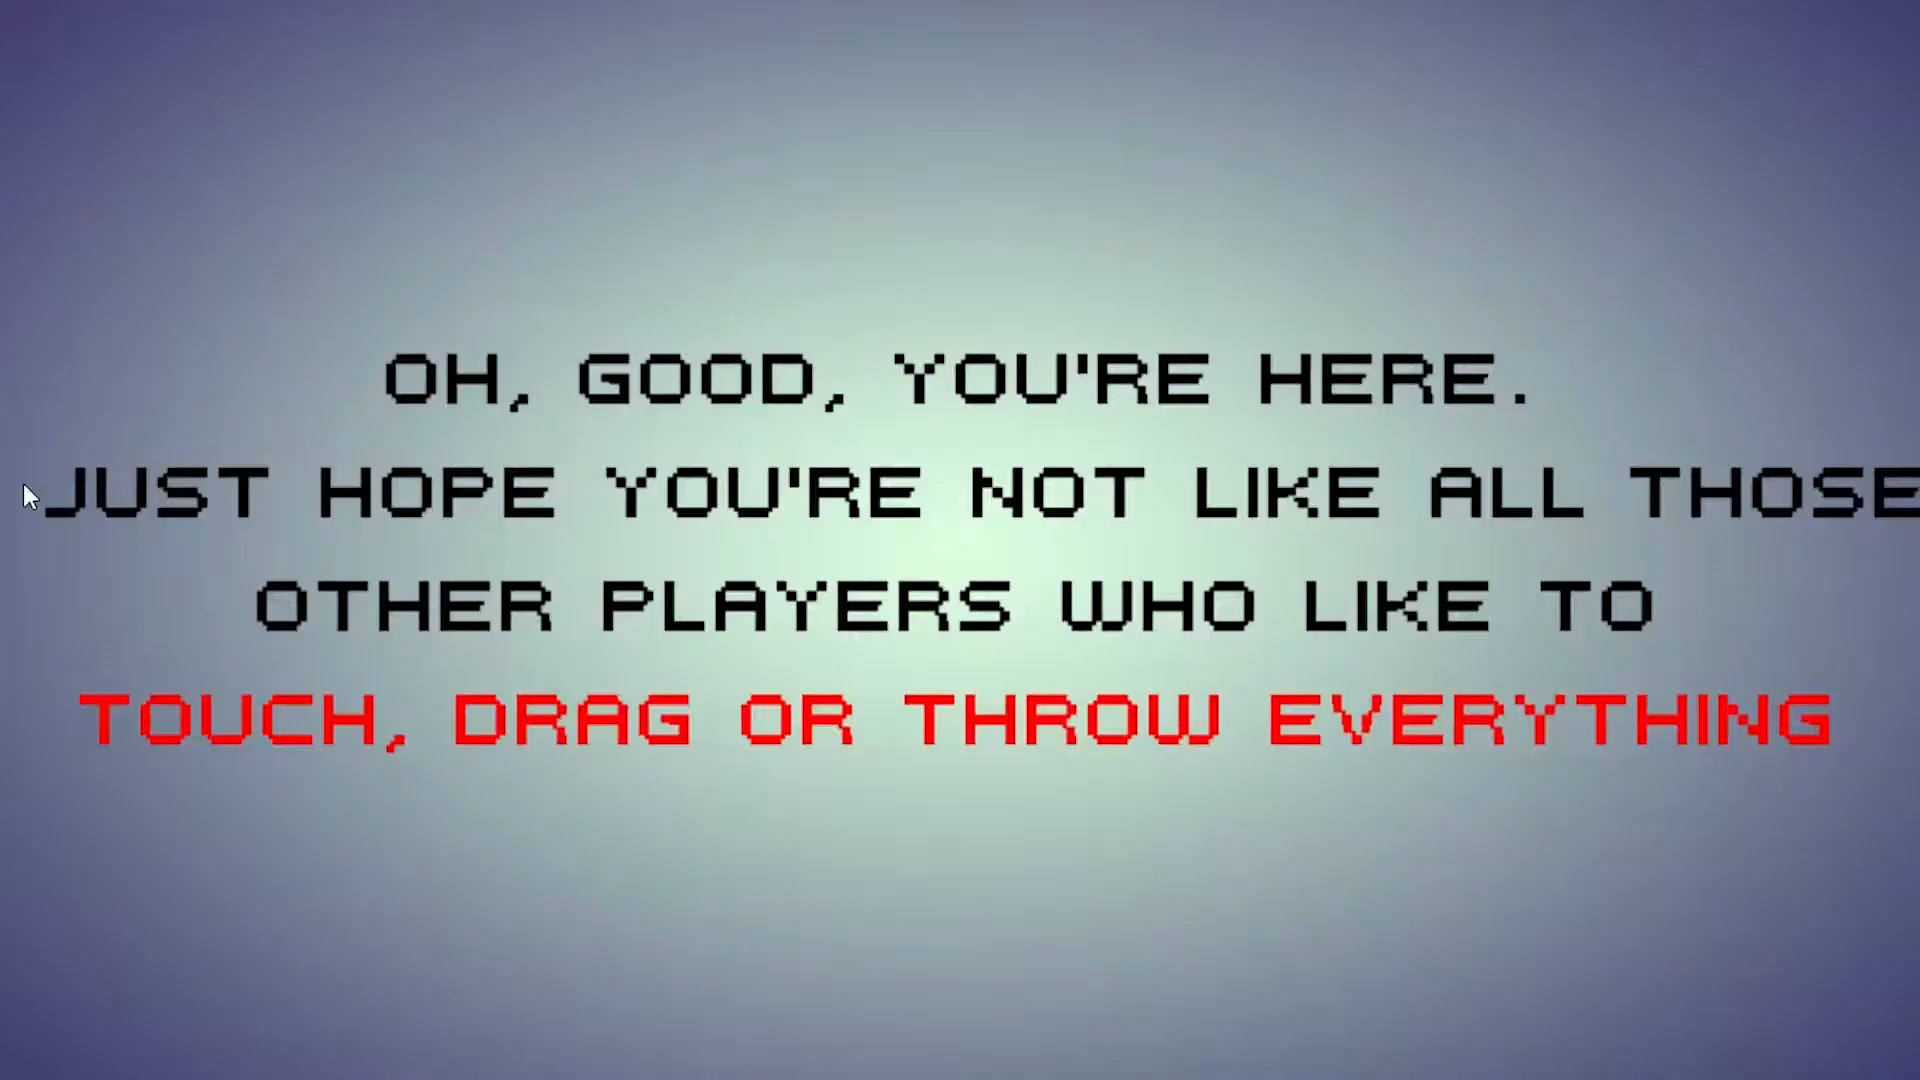 OH, GOOD, YOU'RE HERE.
JUST HOPE YOU'RE NOT LIKE ALL THOSE
OTHER PLAYERS WHO LIKE TO
TOUCH, DRAG OR THROW EVERYTHING